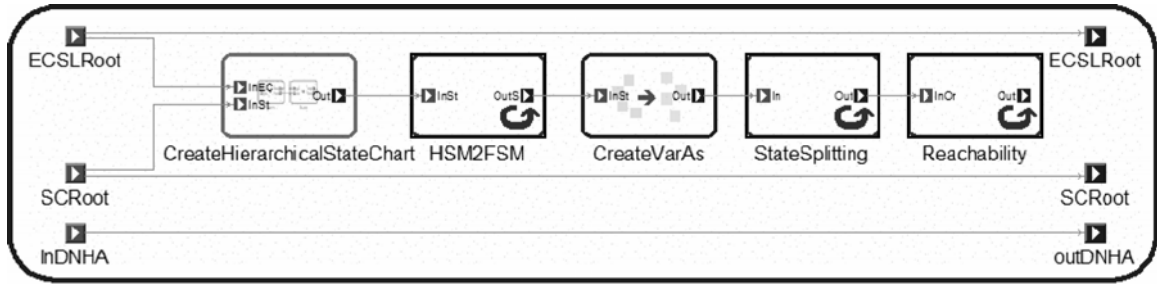 ECSLRoot
ECSLRoot
InEC
InSt
Out
InSt
OutS
InSt
Out
In
Out
InOr
Out
CreateHierarchicalStateChart
HSM2FSM
CreateVarAs
StateSplitting
Reachability
SCRoot
SCRoot
InDNHA
outDNHA